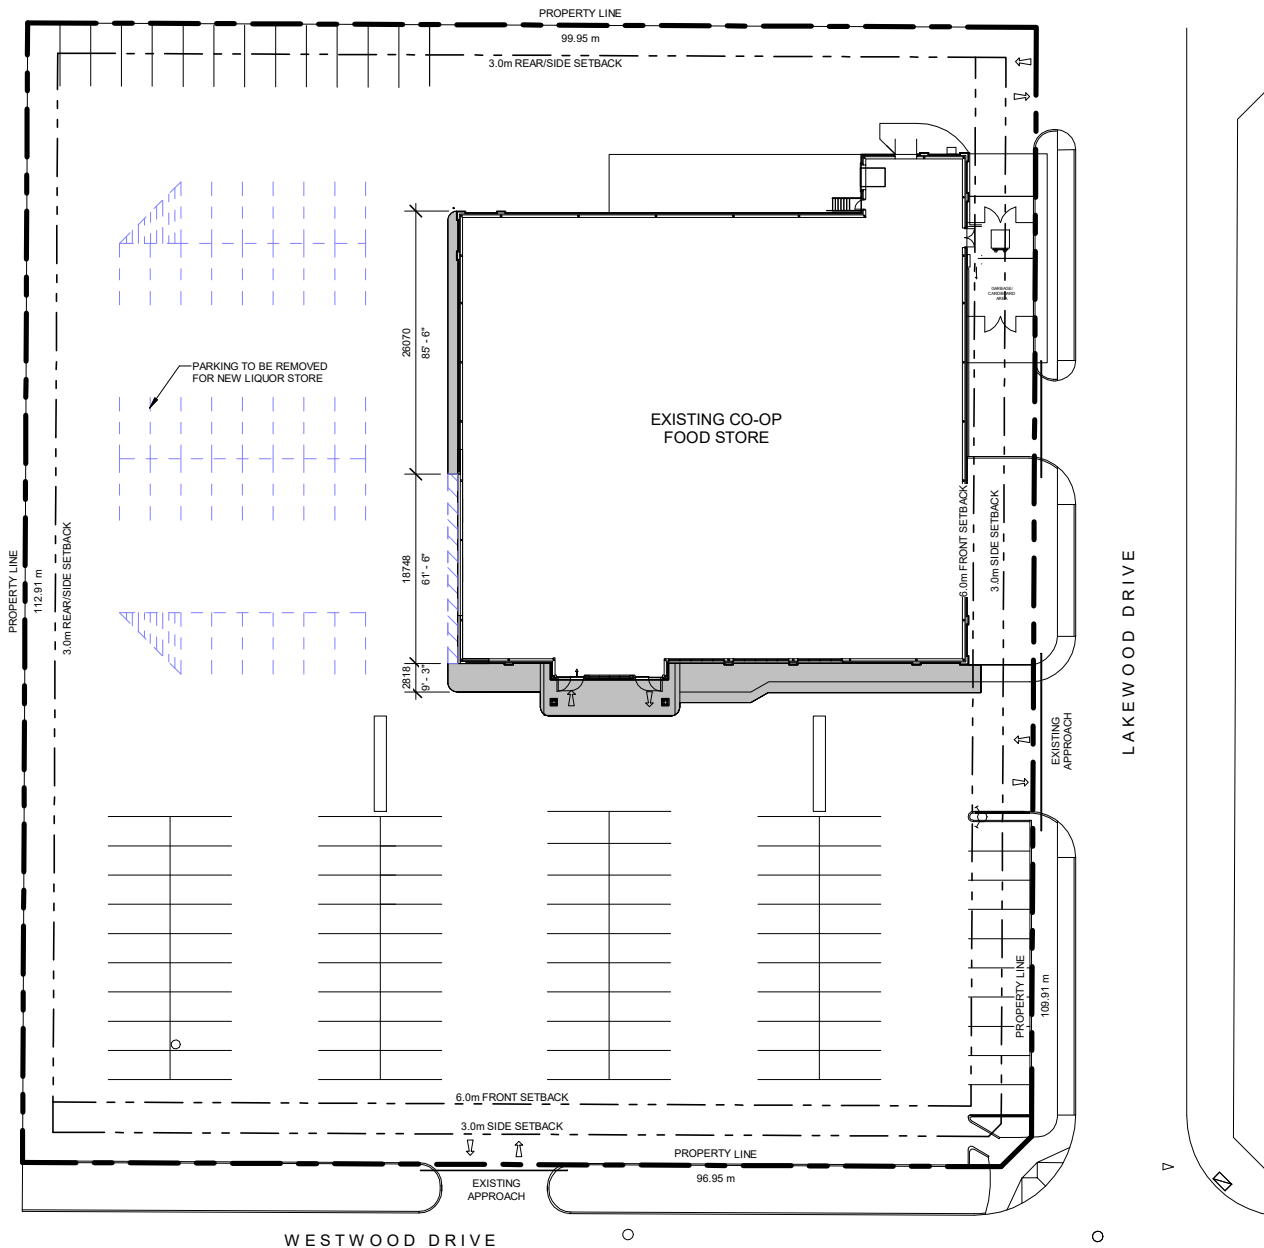 PROPERTY LINE
99.95 m
3.0m REAR/SIDE SETBACK
GARBAGE/
CARDBOARD
AREA
26070
85' - 6"
PARKING TO BE REMOVED
FOR NEW LIQUOR STORE
EXISTING CO-OP
FOOD STORE
6.0m FRONT SETBACK
3.0m SIDE SETBACK
18748
61' - 6"
PROPERTY LINE
112.91 m
3.0m REAR/SIDE SETBACK
2818
9' - 3"
LAKEWOOD DRIVE
EXISTING
APPROACH
PROPERTY LINE
109.91 m
6.0m FRONT SETBACK
3.0m SIDE SETBACK
PROPERTY LINE
96.95 m
EXISTING
APPROACH
WESTWOOD DRIVE